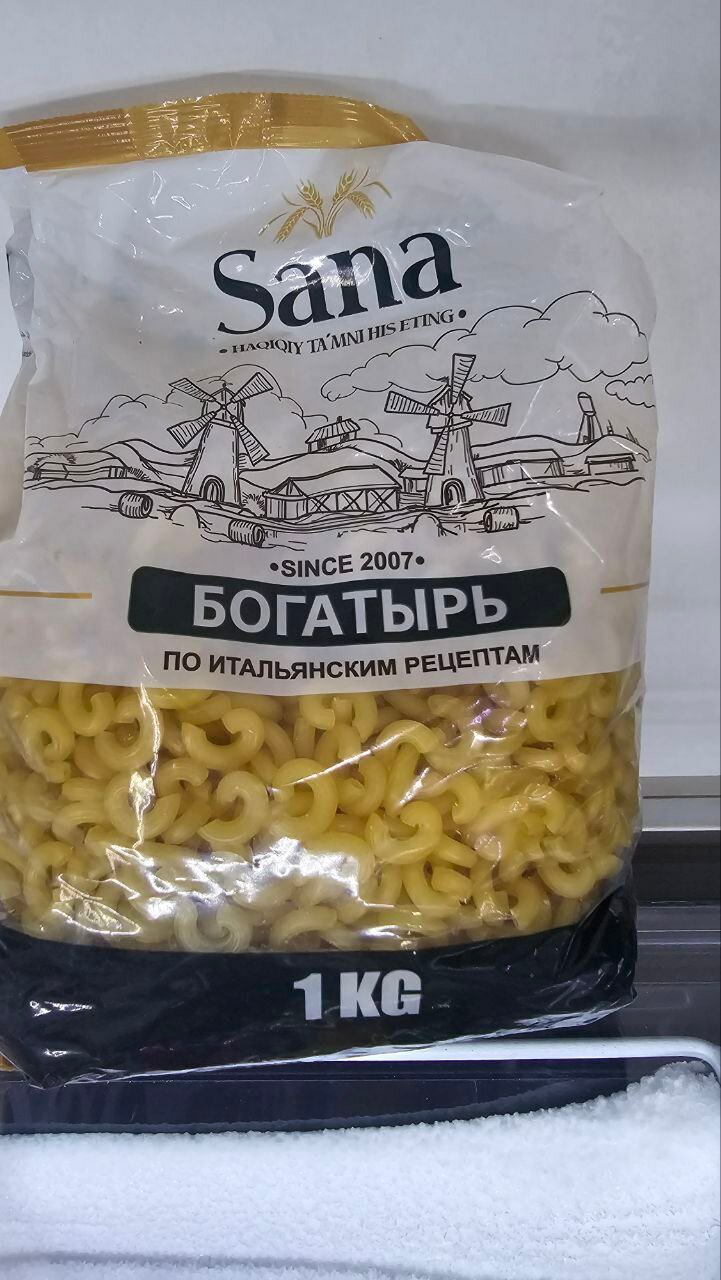 Sana
• HAQIQIY TA'MNI HIS ETING •
•SINCE 2007•
БОГАТЫРЬ
ПО ИТАЛЬЯНСКИМ РЕЦЕПТАМ
1 KG